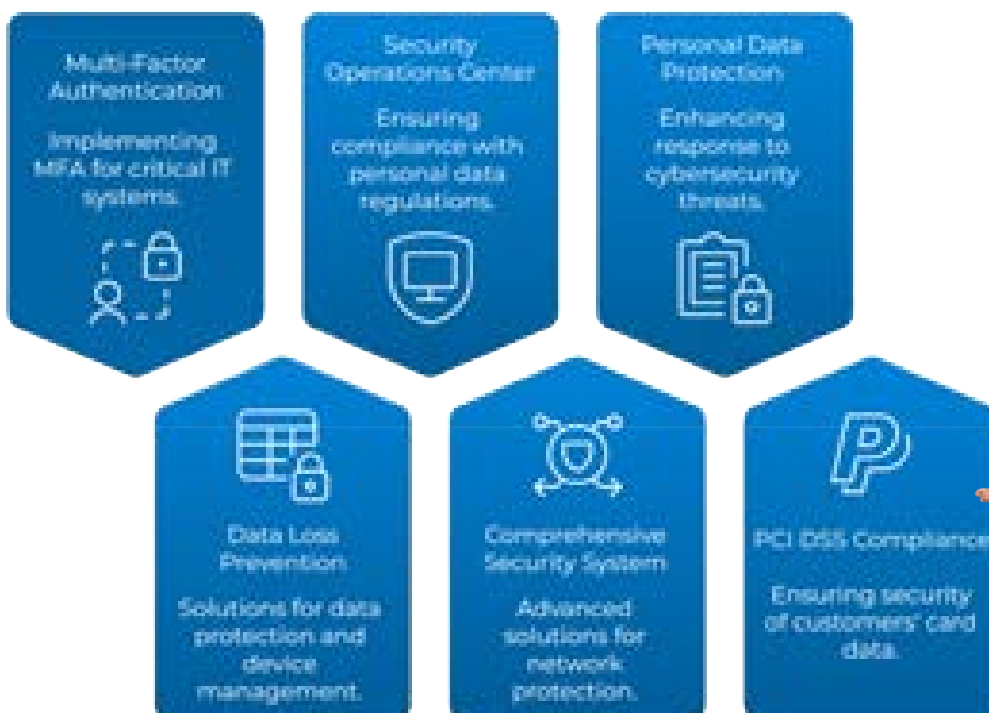 Multi-Factor
Authentication
Implementing
MFA for critical IT
systems.
Security
Operations Center
Ensuring
compliance with
personal data
regulations.
Personal Data
Protection
Enhancing
response to
cybersecurity
threats.
Data Loss
Prevention
Solutions for data
protection and
device
management.
Comprehensive
Security System
Advanced
solutions for
network
protection.
PCI DSS Compliance
Ensuring security
of customers' card
data.